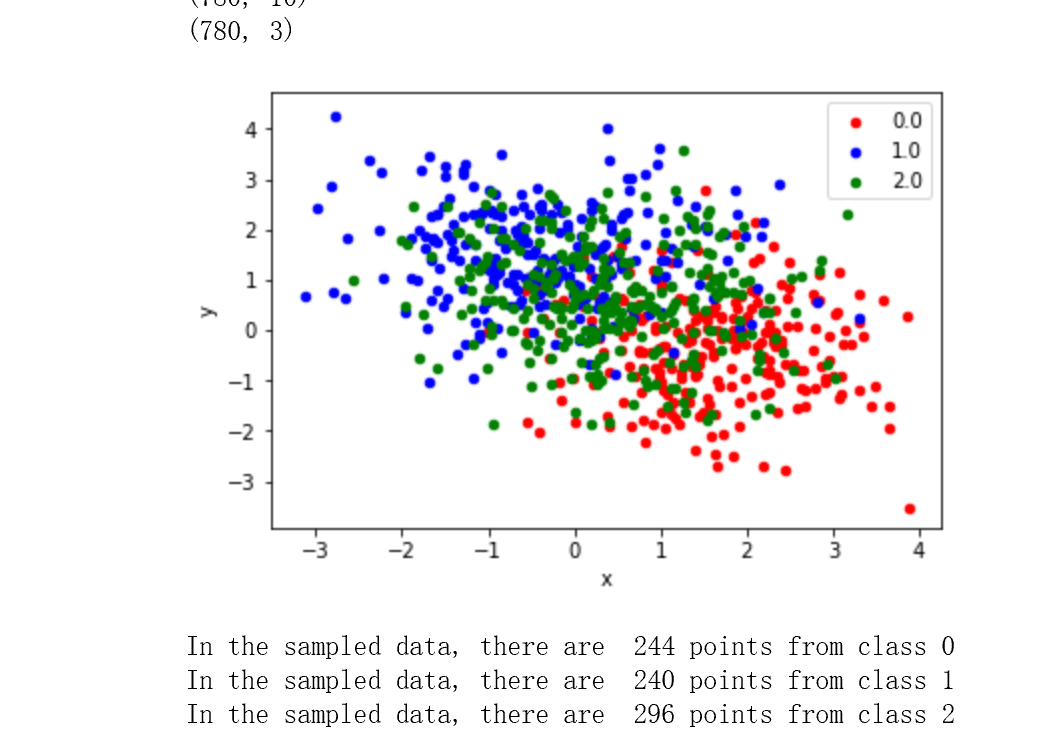 (780, 10)
(780, 3)
4
3
2
1
0
−1
−2
−3
y
0.0
1.0
2.0
−3 −2 −1 0 1 2 3 4
x
In the sampled data, there are  244 points from class 0
In the sampled data, there are  240 points from class 1
In the sampled data, there are  296 points from class 2